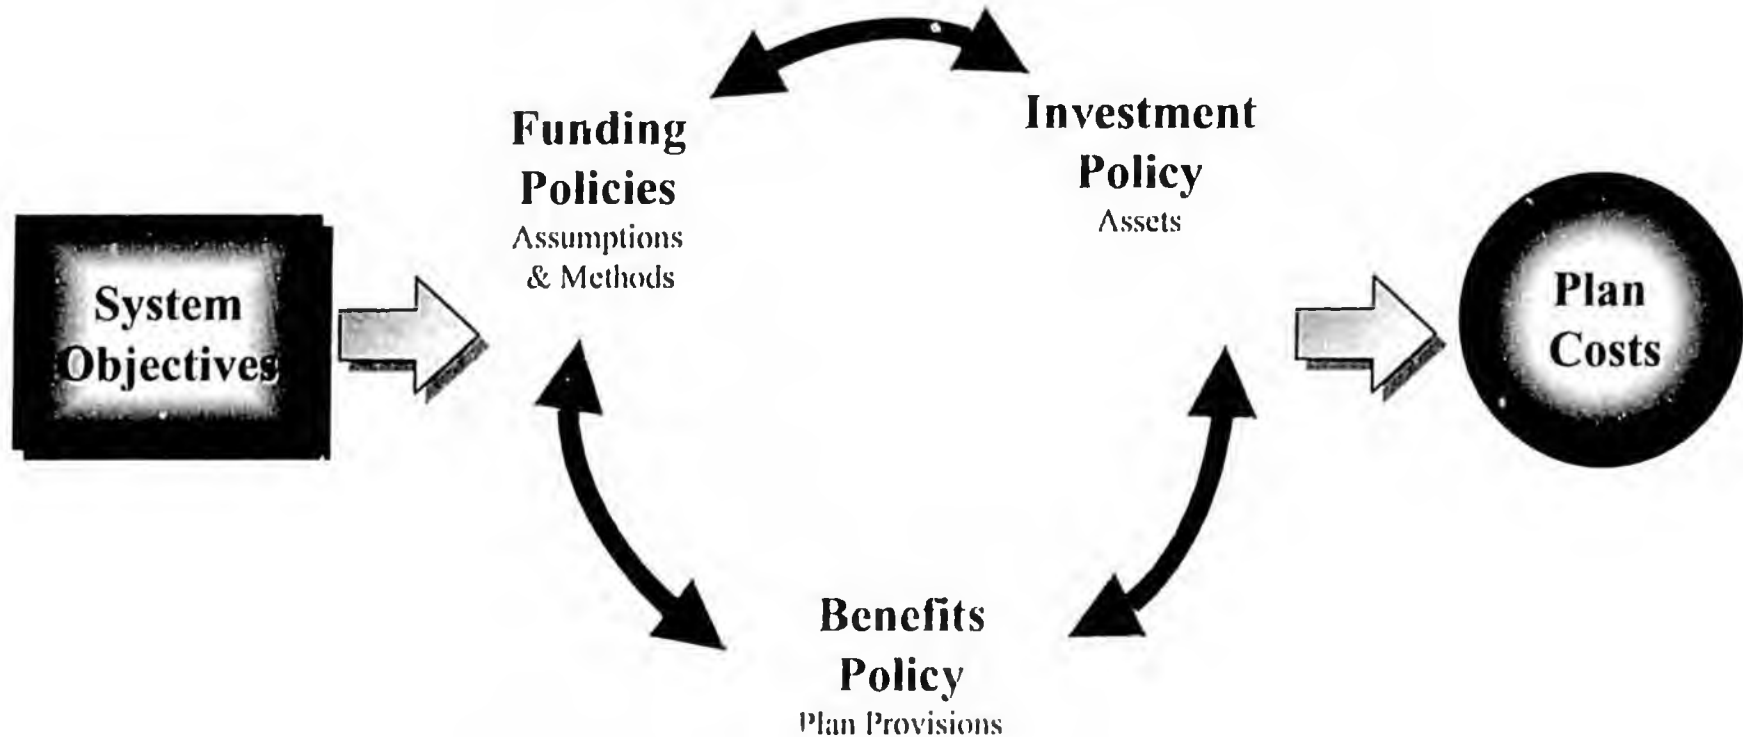 System
Objectives
Funding
Policies
Assumptions
& Methods
Investment
Policy
Assets
Benefits
Policy
Plan Provisions
Plan
Costs